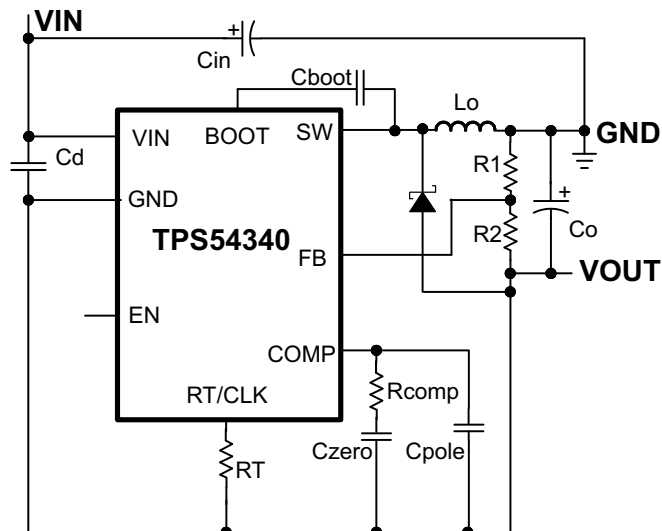 VIN
+
Cin
Cboot
Lo
VIN
BOOT
SW
GND
Cd
R1
GND
+
TPS54340
R2
Co
FB
VOUT
EN
COMP
RT/CLK
Rcomp
RT
Czero
Cpole